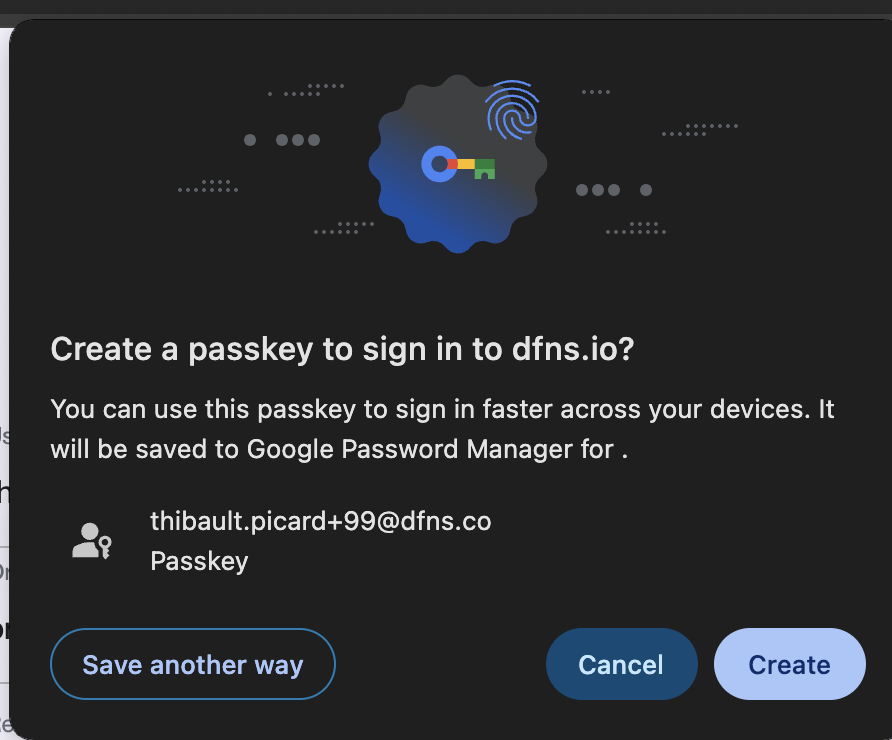 Create a passkey to sign in to dfns.io?
You can use this passkey to sign in faster across your devices. It
will be saved to Google Password Manager for .
thibault.picard+99@dfns.co
Passkey
Save another way
Cancel
Create